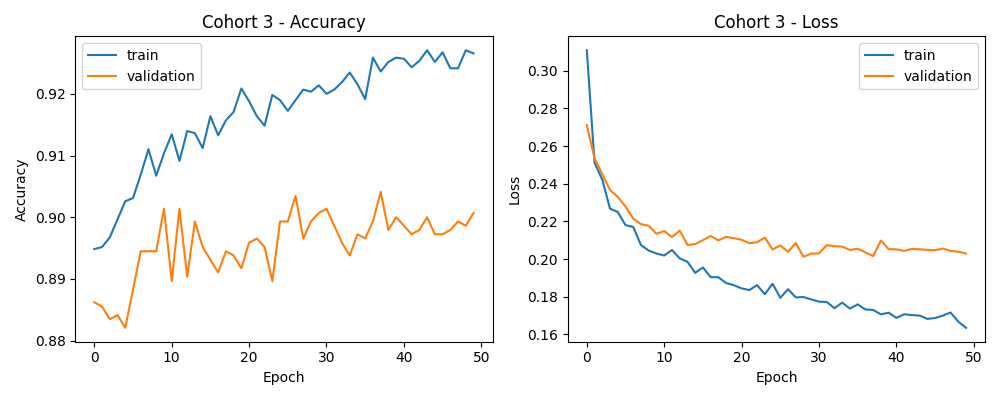 Cohort 3 - Accuracy
train
validation
0.92
0.91
0.90
0.89
0.88
Accuracy
0 10 20 30 40 50
Epoch
Cohort 3 - Loss
train
validation
0.30
0.28
0.26
0.24
0.22
0.20
0.18
0.16
Loss
0 10 20 30 40 50
Epoch